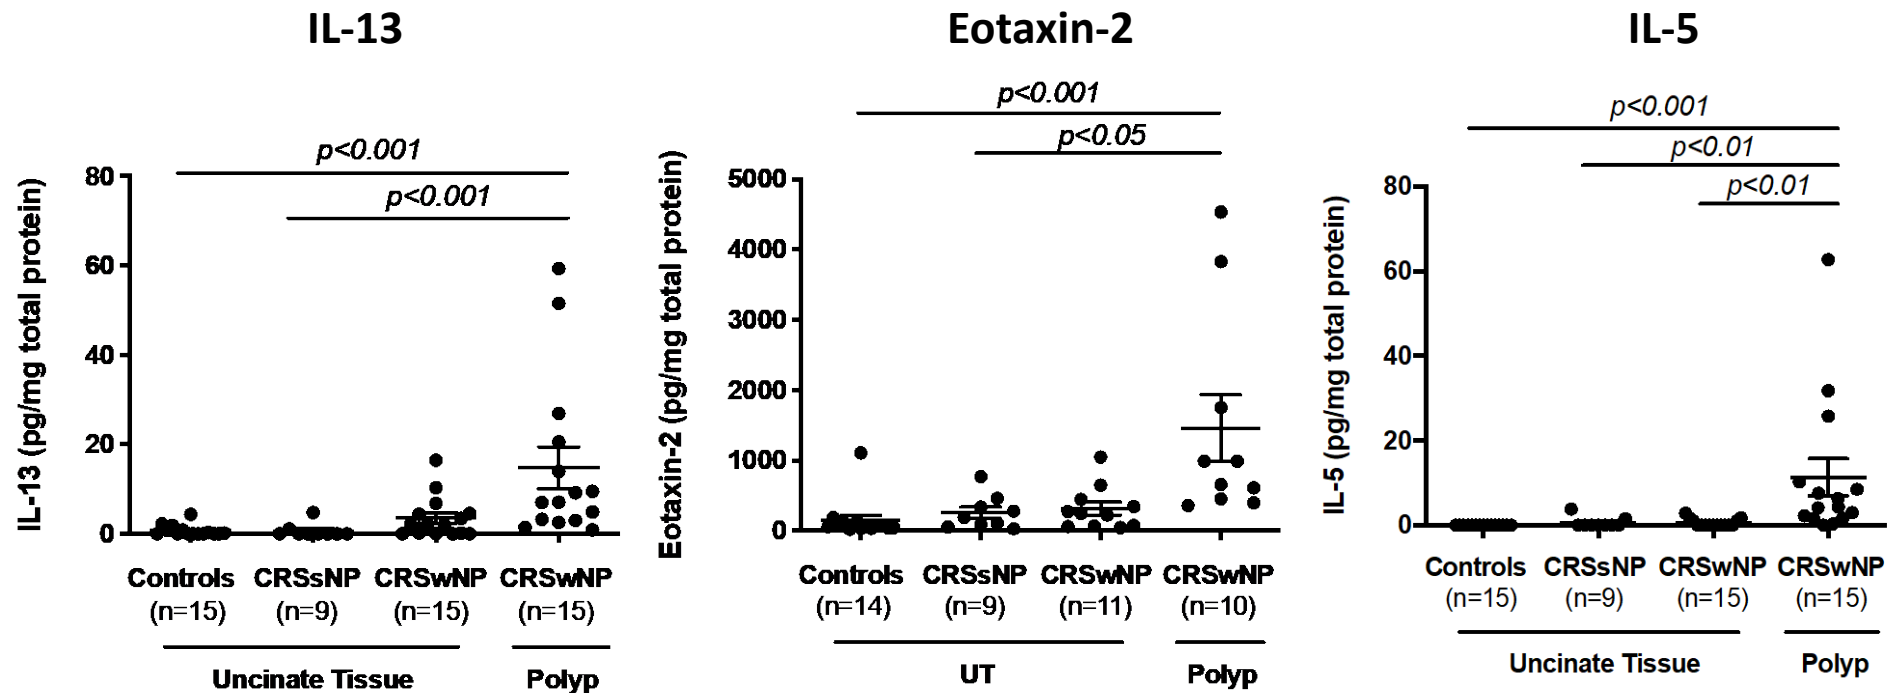 IL-13
p<0.001
p<0.001
IL-13 (pg/mg total protein)
80
60
40
20
0
Controls CRSsNP CRSwNP CRSwNP
(n=15) (n=9) (n=15) (n=15)
Uncinate Tissue Polyp
Eotaxin-2
p<0.001
p<0.05
Eotaxin-2 (pg/mg total protein)
5000
4000
3000
2000
1000
0
Controls CRSsNP CRSwNP CRSwNP
(n=14) (n=9) (n=11) (n=10)
UT Polyp
IL-5
p<0.001
p<0.01
p<0.01
IL-5 (pg/mg total protein)
80
60
40
20
0
Controls CRSsNP CRSwNP CRSwNP
(n=15) (n=9) (n=15) (n=15)
Uncinate Tissue Polyp